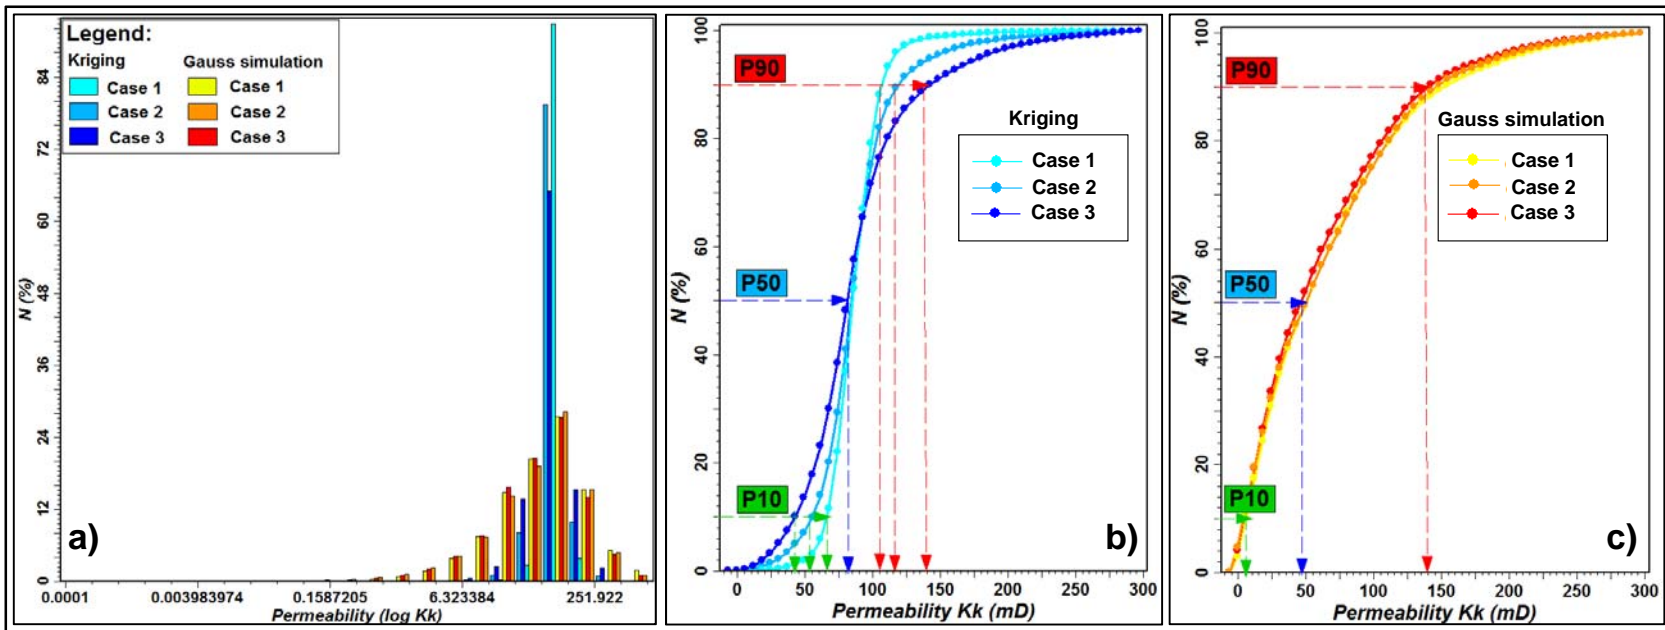 Legend:
Kriging Gauss simulation
Case 1 Case 1
Case 2 Case 2
Case 3 Case 3
N (%)
84
72
60
48
36
24
12
0
a)
0.0001 0.003983974 0.1587205 6.323384 251.922
Permeability (log Kk)
N (%)
100
80
60
40
20
0
P90
P50
P10
Kriging
Case 1
Case 2
Case 3
b)
0 50 100 150 200 250 300
Permeability Kk (mD)
N (%)
100
80
60
40
20
0
P90
P50
P10
Gauss simulation
Case 1
Case 2
Case 3
c)
0 50 100 150 200 250 300
Permeability Kk (mD)